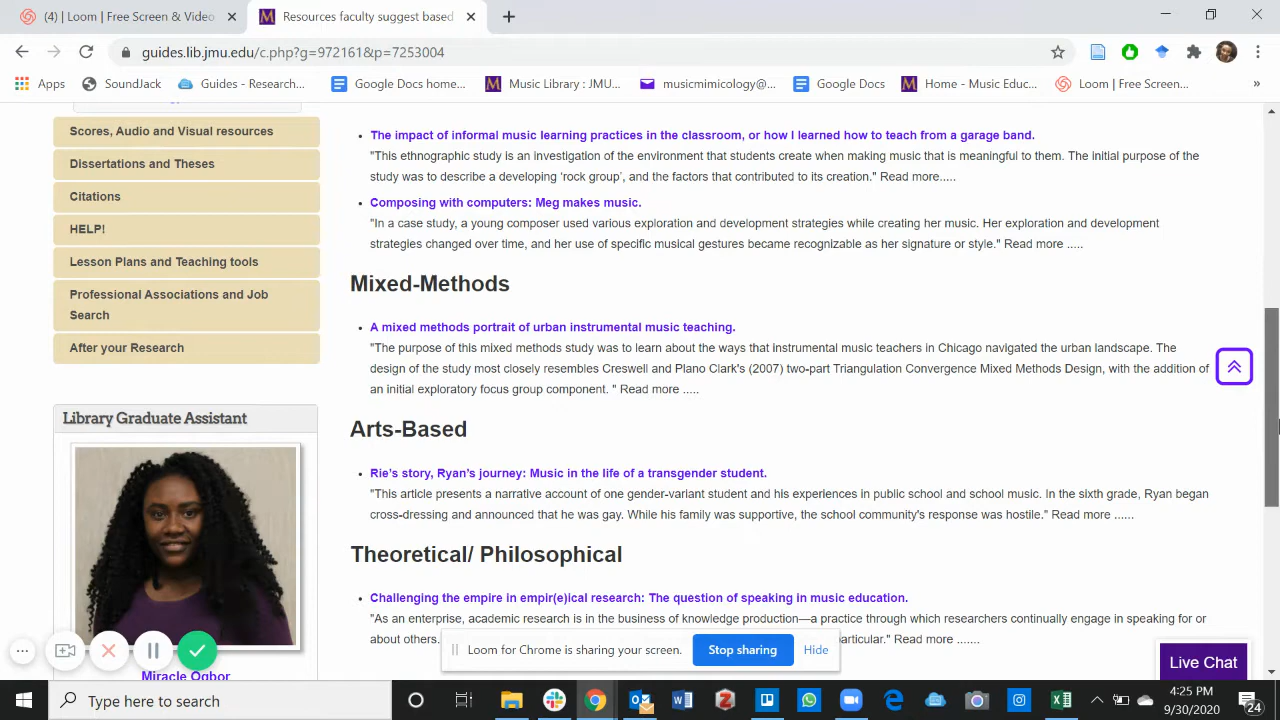 (4) Loom | Free Screen & Video
Resources faculty suggest based
guides.lib.jmu.edu/c.php?g=972161&p=7253004
Apps
SoundJack
Guides - Research...
Google Docs home...
Music Library : JMU...
musicmimicology@...
Google Docs
Home - Music Educ...
Loom | Free Screen...
»
Scores, Audio and Visual resources
Dissertations and Theses
Citations
HELP!
Lesson Plans and Teaching tools
Professional Associations and Job
Search
After your Research
Library Graduate Assistant
Miracle Ogbor
The impact of informal music learning practices in the classroom, or how I learned how to teach from a garage band.
"This ethnographic study is an investigation of the environment that students create when making music that is meaningful to them. The initial purpose of the
study was to describe a developing 'rock group', and the factors that contributed to its creation." Read more.....
Composing with computers: Meg makes music.
"In a case study, a young composer used various exploration and development strategies while creating her music. Her exploration and development
strategies changed over time, and her use of specific musical gestures became recognizable as her signature or style." Read more .....
Mixed-Methods
A mixed methods portrait of urban instrumental music teaching.
"The purpose of this mixed methods study was to learn about the ways that instrumental music teachers in Chicago navigated the urban landscape. The
design of the study most closely resembles Creswell and Plano Clark's (2007) two-part Triangulation Convergence Mixed Methods Design, with the addition of
an initial exploratory focus group component. " Read more .....
Arts-Based
Rie's story, Ryan's journey: Music in the life of a transgender student.
"This article presents a narrative account of one gender-variant student and his experiences in public school and school music. In the sixth grade, Ryan began
cross-dressing and announced that he was gay. While his family was supportive, the school community's response was hostile." Read more ......
Theoretical/ Philosophical
Challenging the empire in empir(e)ical research: The question of speaking in music education.
"As an enterprise, academic research is in the business of knowledge production—a practice through which researchers continually engage in speaking for or
about others. particular." Read more .......
Loom for Chrome is sharing your screen.
Stop sharing
Hide
Live Chat
Type here to search
4:25 PM
9/30/2020
24